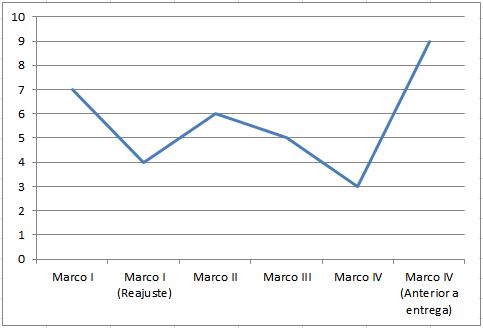 10
9
8
7
6
5
4
3
2
1
0
Marco I
Marco I
(Reajuste)
Marco II
Marco III
Marco IV
Marco IV
(Anterior a
entrega)